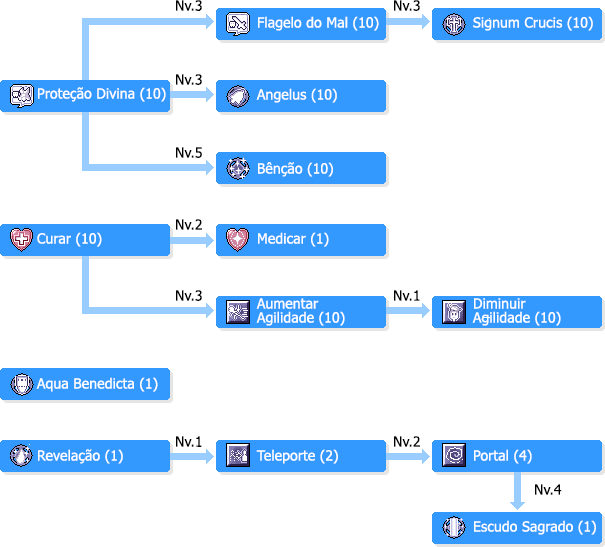 Nv.3
Nv.3
Flagelo do Mal (10)
Signum Crucis (10)
Nv.3
Proteção Divina (10)
Angelus (10)
Nv.5
Bênção (10)
Nv.2
Curar (10)
Medicar (1)
Nv.3
Nv.1
Aumentar
Agilidade (10)
Diminuir
Agilidade (10)
Aqua Benedicta (1)
Nv.1
Nv.2
Revelação (1)
Teleporte (2)
Portal (4)
Nv.4
Escudo Sagrado (1)